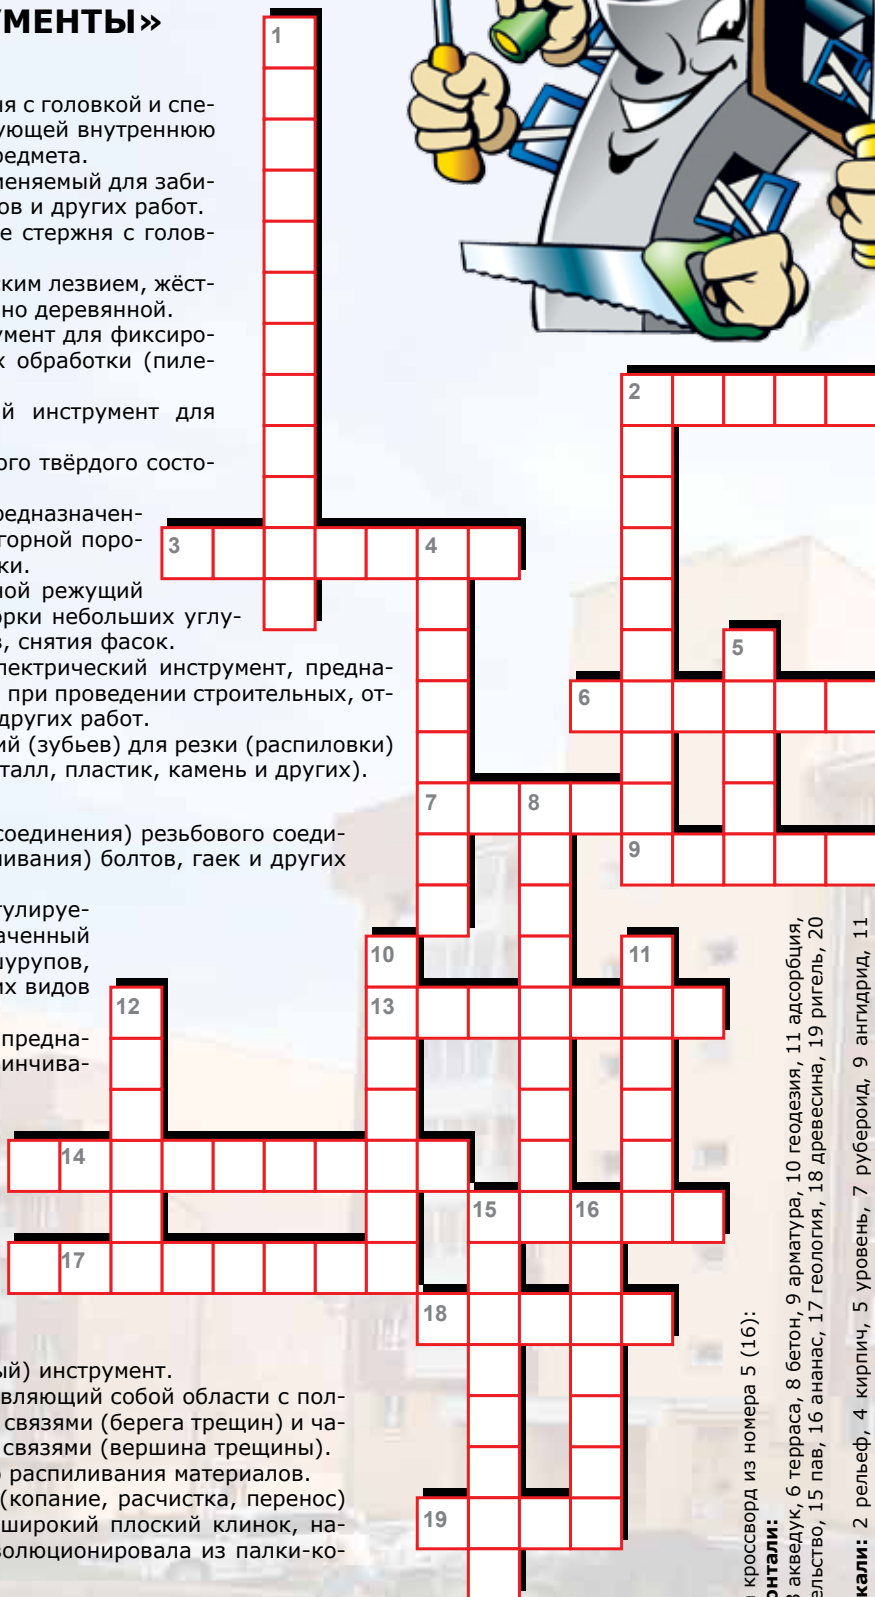 УМЕНТЫ»
ня с головкой и спе-
ующей внутреннюю
редмета.
меняемый для заби-
ов и других работ.
е стержня с голов-
ским лезвием, жёст-
но деревянной.
умент для фиксиро-
х обработки (пиле-
й инструмент для
ого твёрдого состо-
редназначен-
горной поро-
ки.
ной режущий
орки небольших углу-
в, снятия фасок.
лектрический инструмент, предна-
при проведении строительных, от-
других работ.
ий (зубьев) для резки (распиловки)
талл, пластик, камень и других).
соединения) резьбового соеди-
чивания) болтов, гаек и других
гулируе-
аченный
шурупов,
их видов
предна-
инчива-
ый) инструмент.
вляющий собой области с пол-
связями (берега трещин) и ча-
связями (вершина трещины).
о распиливания материалов.
(копание, расчистка, перенос)
широкий плоский клинок, на-
волюционировала из палки-ко-
1
2
3 4
5
6
7 8
9
10 11
12 13
14
15 16
17
18
19
кроссворд из номера 5 (16):
онтали:
акведук, 6 терраса, 8 бетон, 9 арматура, 10 геодезия, 11 адсорбция,
ельство, 15 пав, 16 ананас, 17 геология, 18 древесина, 19 ригель, 20
кали: 2 рельеф, 4 кирпич, 5 уровень, 7 рубероид, 9 ангидрид, 11